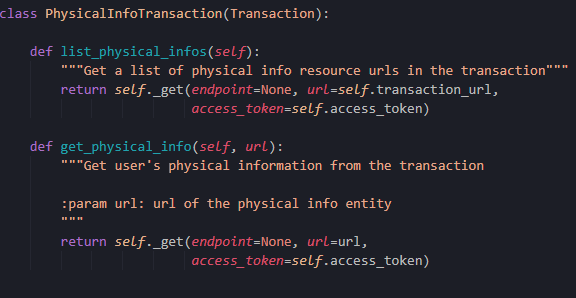 class PhysicalInfoTransaction(Transaction):
def list_physical_infos(self):
"""Get a list of physical info resource urls in the transaction"""
return self._get(endpoint=None, url=self.transaction_url,
access_token=self.access_token)
def get_physical_info(self, url):
"""Get user's physical information from the transaction
:param url: url of the physical info entity
"""
return self._get(endpoint=None, url=url,
access_token=self.access_token)